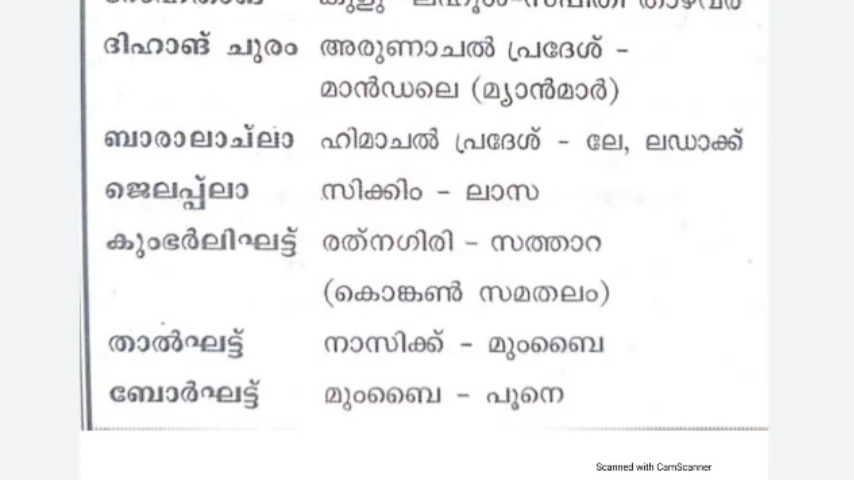 ദിഹാങ് ചുരം അരുണാചൽ പ്രദേശ് -
മാൻഡലെ (മ്യാൻമാർ)
ബാരാലാച്ലാ ഹിമാചൽ പ്രദേശ് - ലേ, ലഡാക്ക്
ജെലപ്പ്ലാ സിക്കിം - ലാസ
കുംഭർലിഘട്ട് രത്നഗിരി - സത്താറ
(കൊങ്കൺ സമതലം)
താൽഘട്ട് നാസിക്ക് - മുംബൈ
ബോർഘട്ട് മുംബൈ - പൂനെ
Scanned with CamScanner